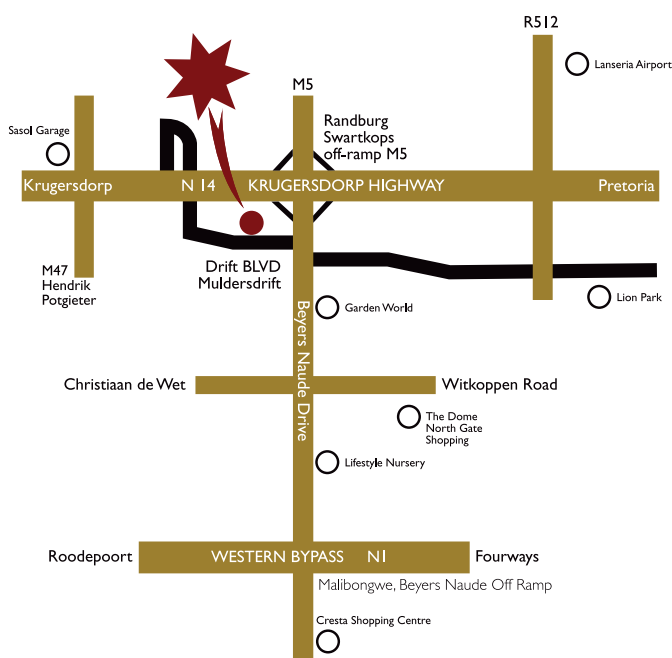 R512
Lanseria Airport
M5
Randburg
Swartkops
off-ramp M5
Sasol Garage
Krugersdorp
N 14
KRUGERSDORP HIGHWAY
Pretoria
M47
Hendrik
Potgieter
Drift BLVD
Muldersdrift
Lion Park
Garden World
Beyers Naude Drive
Christiaan de Wet
Witkoppen Road
The Dome
North Gate
Shopping
Lifestyle Nursery
Roodepoort
WESTERN BYPASS N1
Fourways
Malibongwe, Beyers Naude Off Ramp
Cresta Shopping Centre